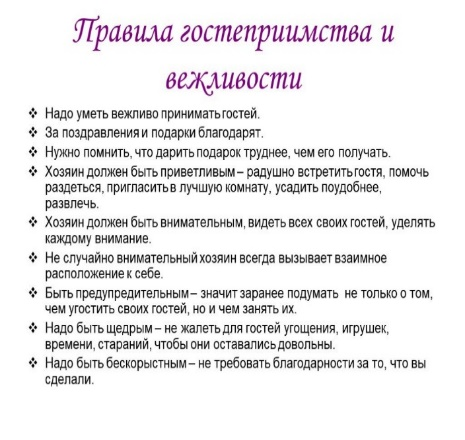 Правила гостеприимства и
вежливости
❖ Надо уметь вежливо принимать гостей.
❖ За поздравления и подарки благодарят.
❖ Нужно помнить, что дарить подарок труднее, чем его получать.
❖ Хозяин должен быть приветливым – радушно встретить гостя, помочь
раздеться, пригласить в лучшую комнату, усадить поудобнее,
развлечь.
❖ Хозяин должен быть внимательным, видеть всех своих гостей, уделять
каждому внимание.
❖ Не случайно внимательный хозяин всегда вызывает взаимное
расположение к себе.
❖ Быть предупредительным – значит заранее подумать не только о том,
чем угостить своих гостей, но и чем занять их.
❖ Надо быть щедрым – не жалеть для гостей угощения, игрушек,
времени, стараний, чтобы они оставались довольны.
❖ Надо быть бескорыстным – не требовать благодарности за то, что вы
сделали.